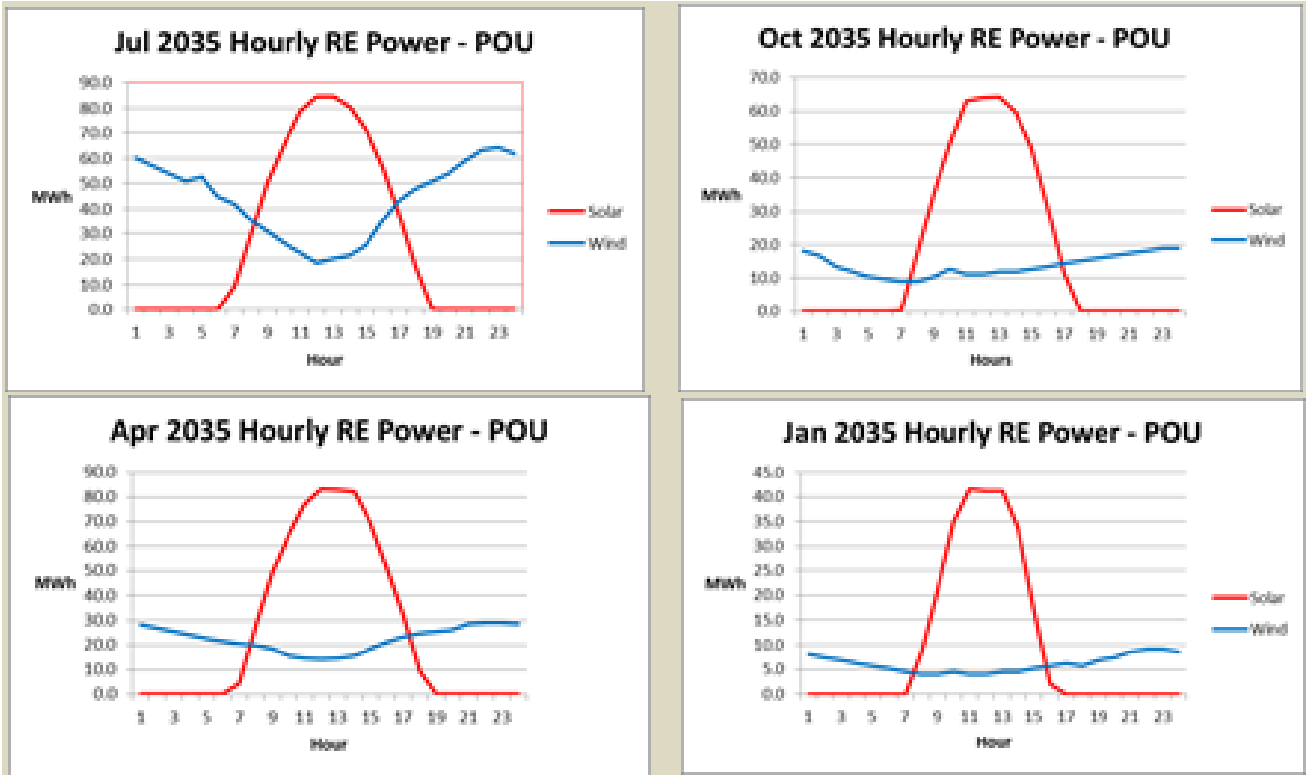 Jul 2035 Hourly RE Power - POU
90.0
80.0
70.0
60.0
50.0
40.0
30.0
20.0
10.0
0.0
MWh
1 3 5 7 9 11 13 15 17 19 21 23
Hour
Solar
Wind
Oct 2035 Hourly RE Power - POU
70.0
60.0
50.0
40.0
30.0
20.0
10.0
0.0
MWh
1 3 5 7 9 11 13 15 17 19 21 23
Hours
Solar
Wind
Apr 2035 Hourly RE Power - POU
90.0
80.0
70.0
60.0
50.0
40.0
30.0
20.0
10.0
0.0
MWh
1 3 5 7 9 11 13 15 17 19 21 23
Hour
Jan 2035 Hourly RE Power - POU
45.0
40.0
35.0
30.0
25.0
20.0
15.0
10.0
5.0
0.0
MWh
1 3 5 7 9 11 13 15 17 19 21 23
Hour
Solar
Wind